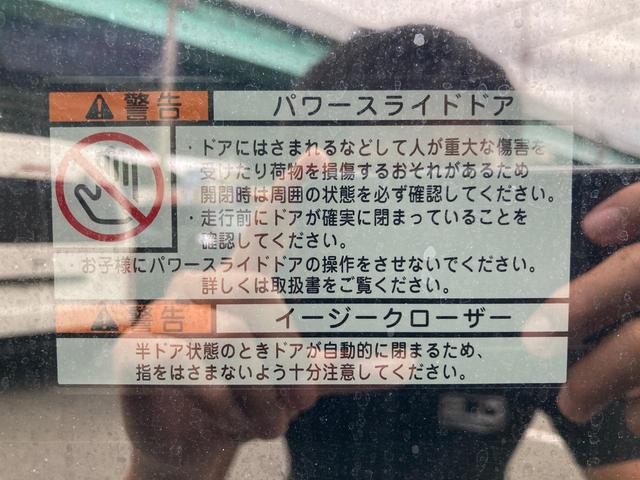 警告 パワースライドドア
・ドアにはさまれるなどして人が重大な傷害を
受けたり荷物を損傷するおそれがあるため
開閉時は周囲の状態を必ず確認してください。
・走行前にドアが確実に閉まっていることを
確認してください。
・お子様にパワースライドドアの操作をさせないでください。
詳しくは取扱書をご覧ください。
警告 イージークローザー
半ドア状態のときドアが自動的に閉まるため、
指をはさまないよう十分注意してください。